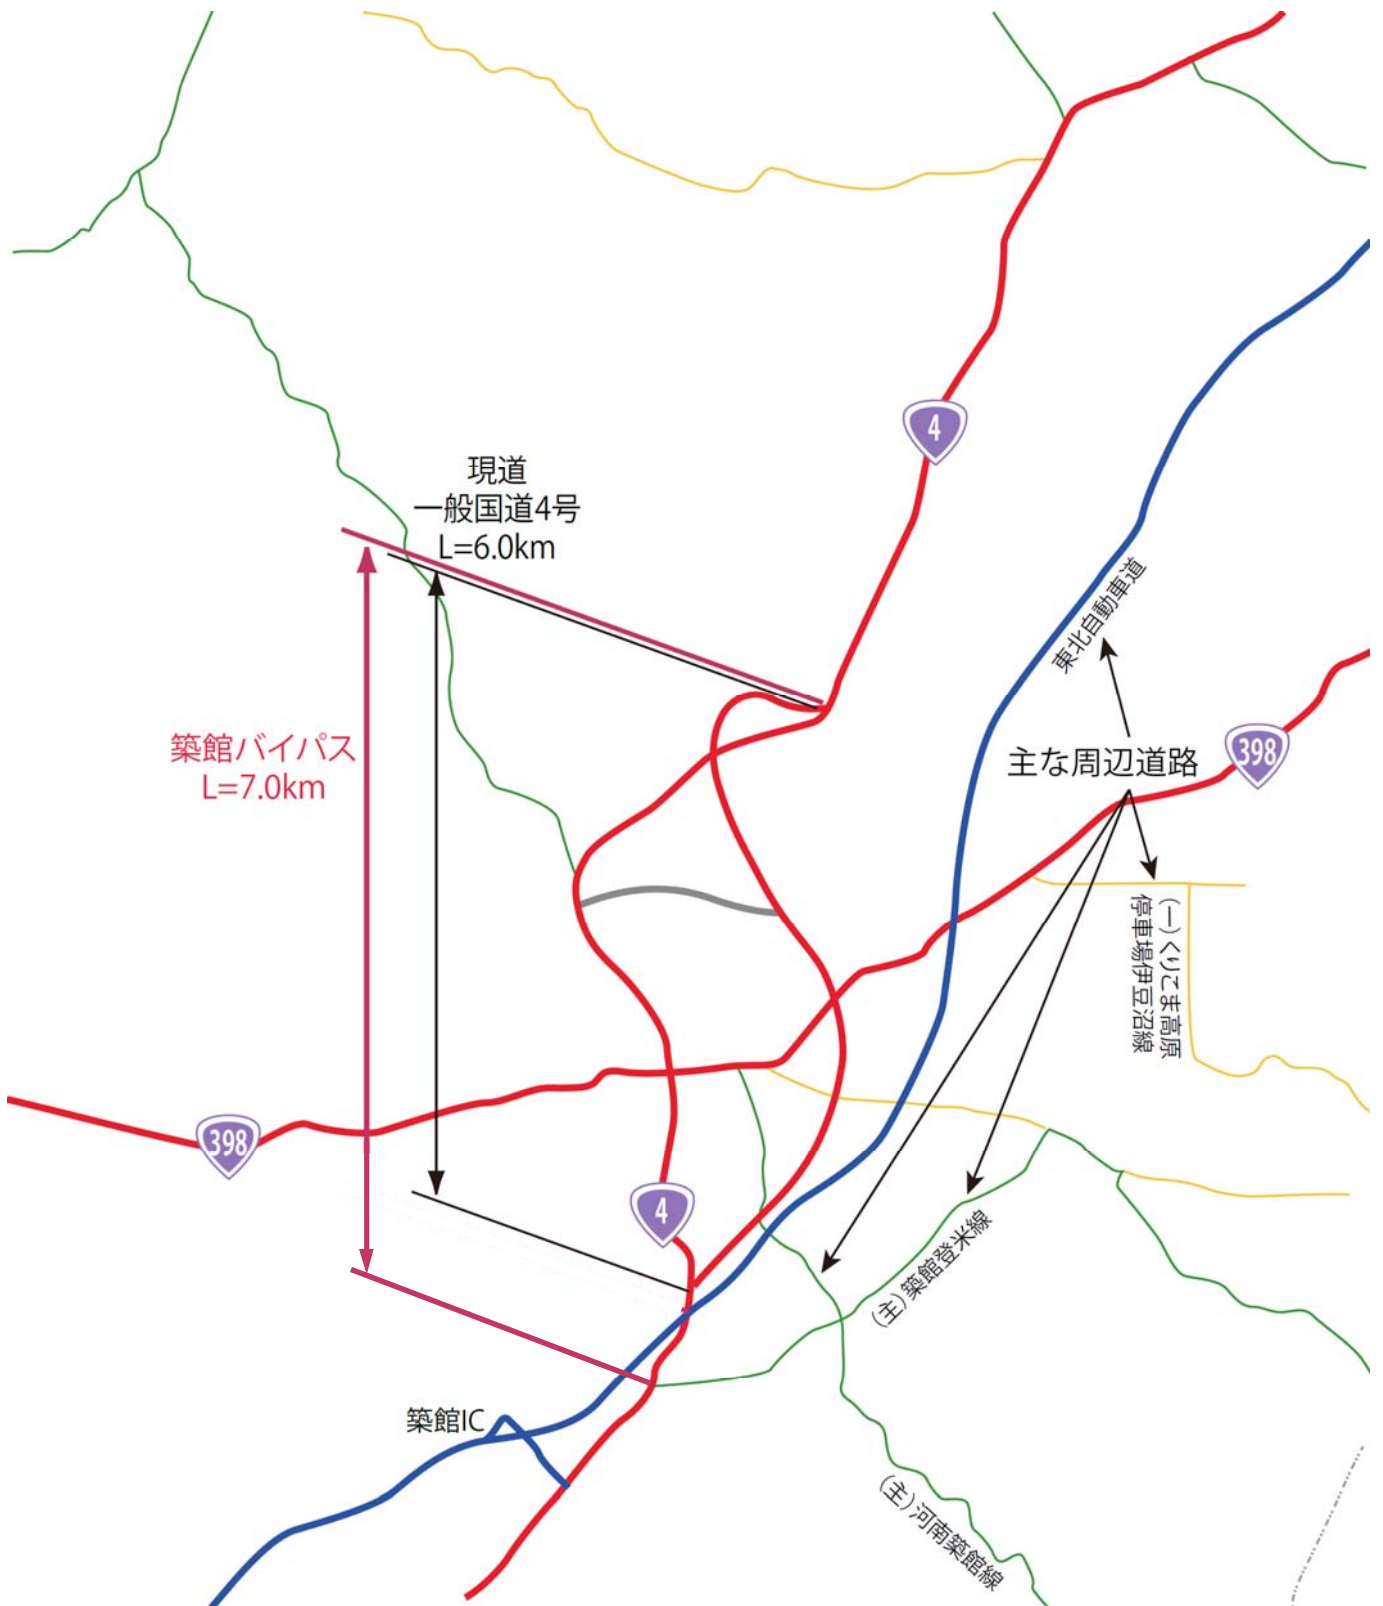 4
現道
一般国道4号
L=6.0km
東北自動車道
築館バイパス
L=7.0km
主な周辺道路
398
(一)くりこま高原
停車場伊豆沼線
398
4
(主)築館登米線
築館IC
(主)河南築館線